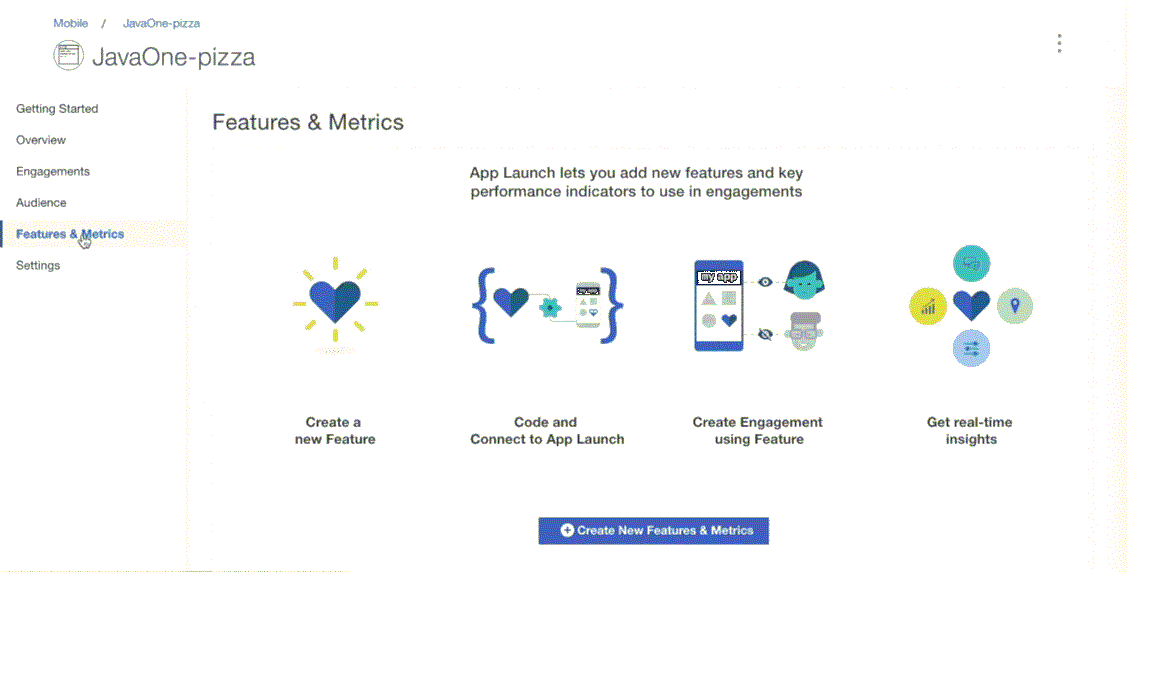 Mobile / JavaOne-pizza
JavaOne-pizza
Getting Started
Overview
Engagements
Audience
Features & Metrics
Settings
Features & Metrics
App Launch lets you add new features and key
performance indicators to use in engagements
my app
Create a
new Feature
Code and
Connect to App Launch
Create Engagement
using Feature
Get real-time
insights
Create New Features & Metrics